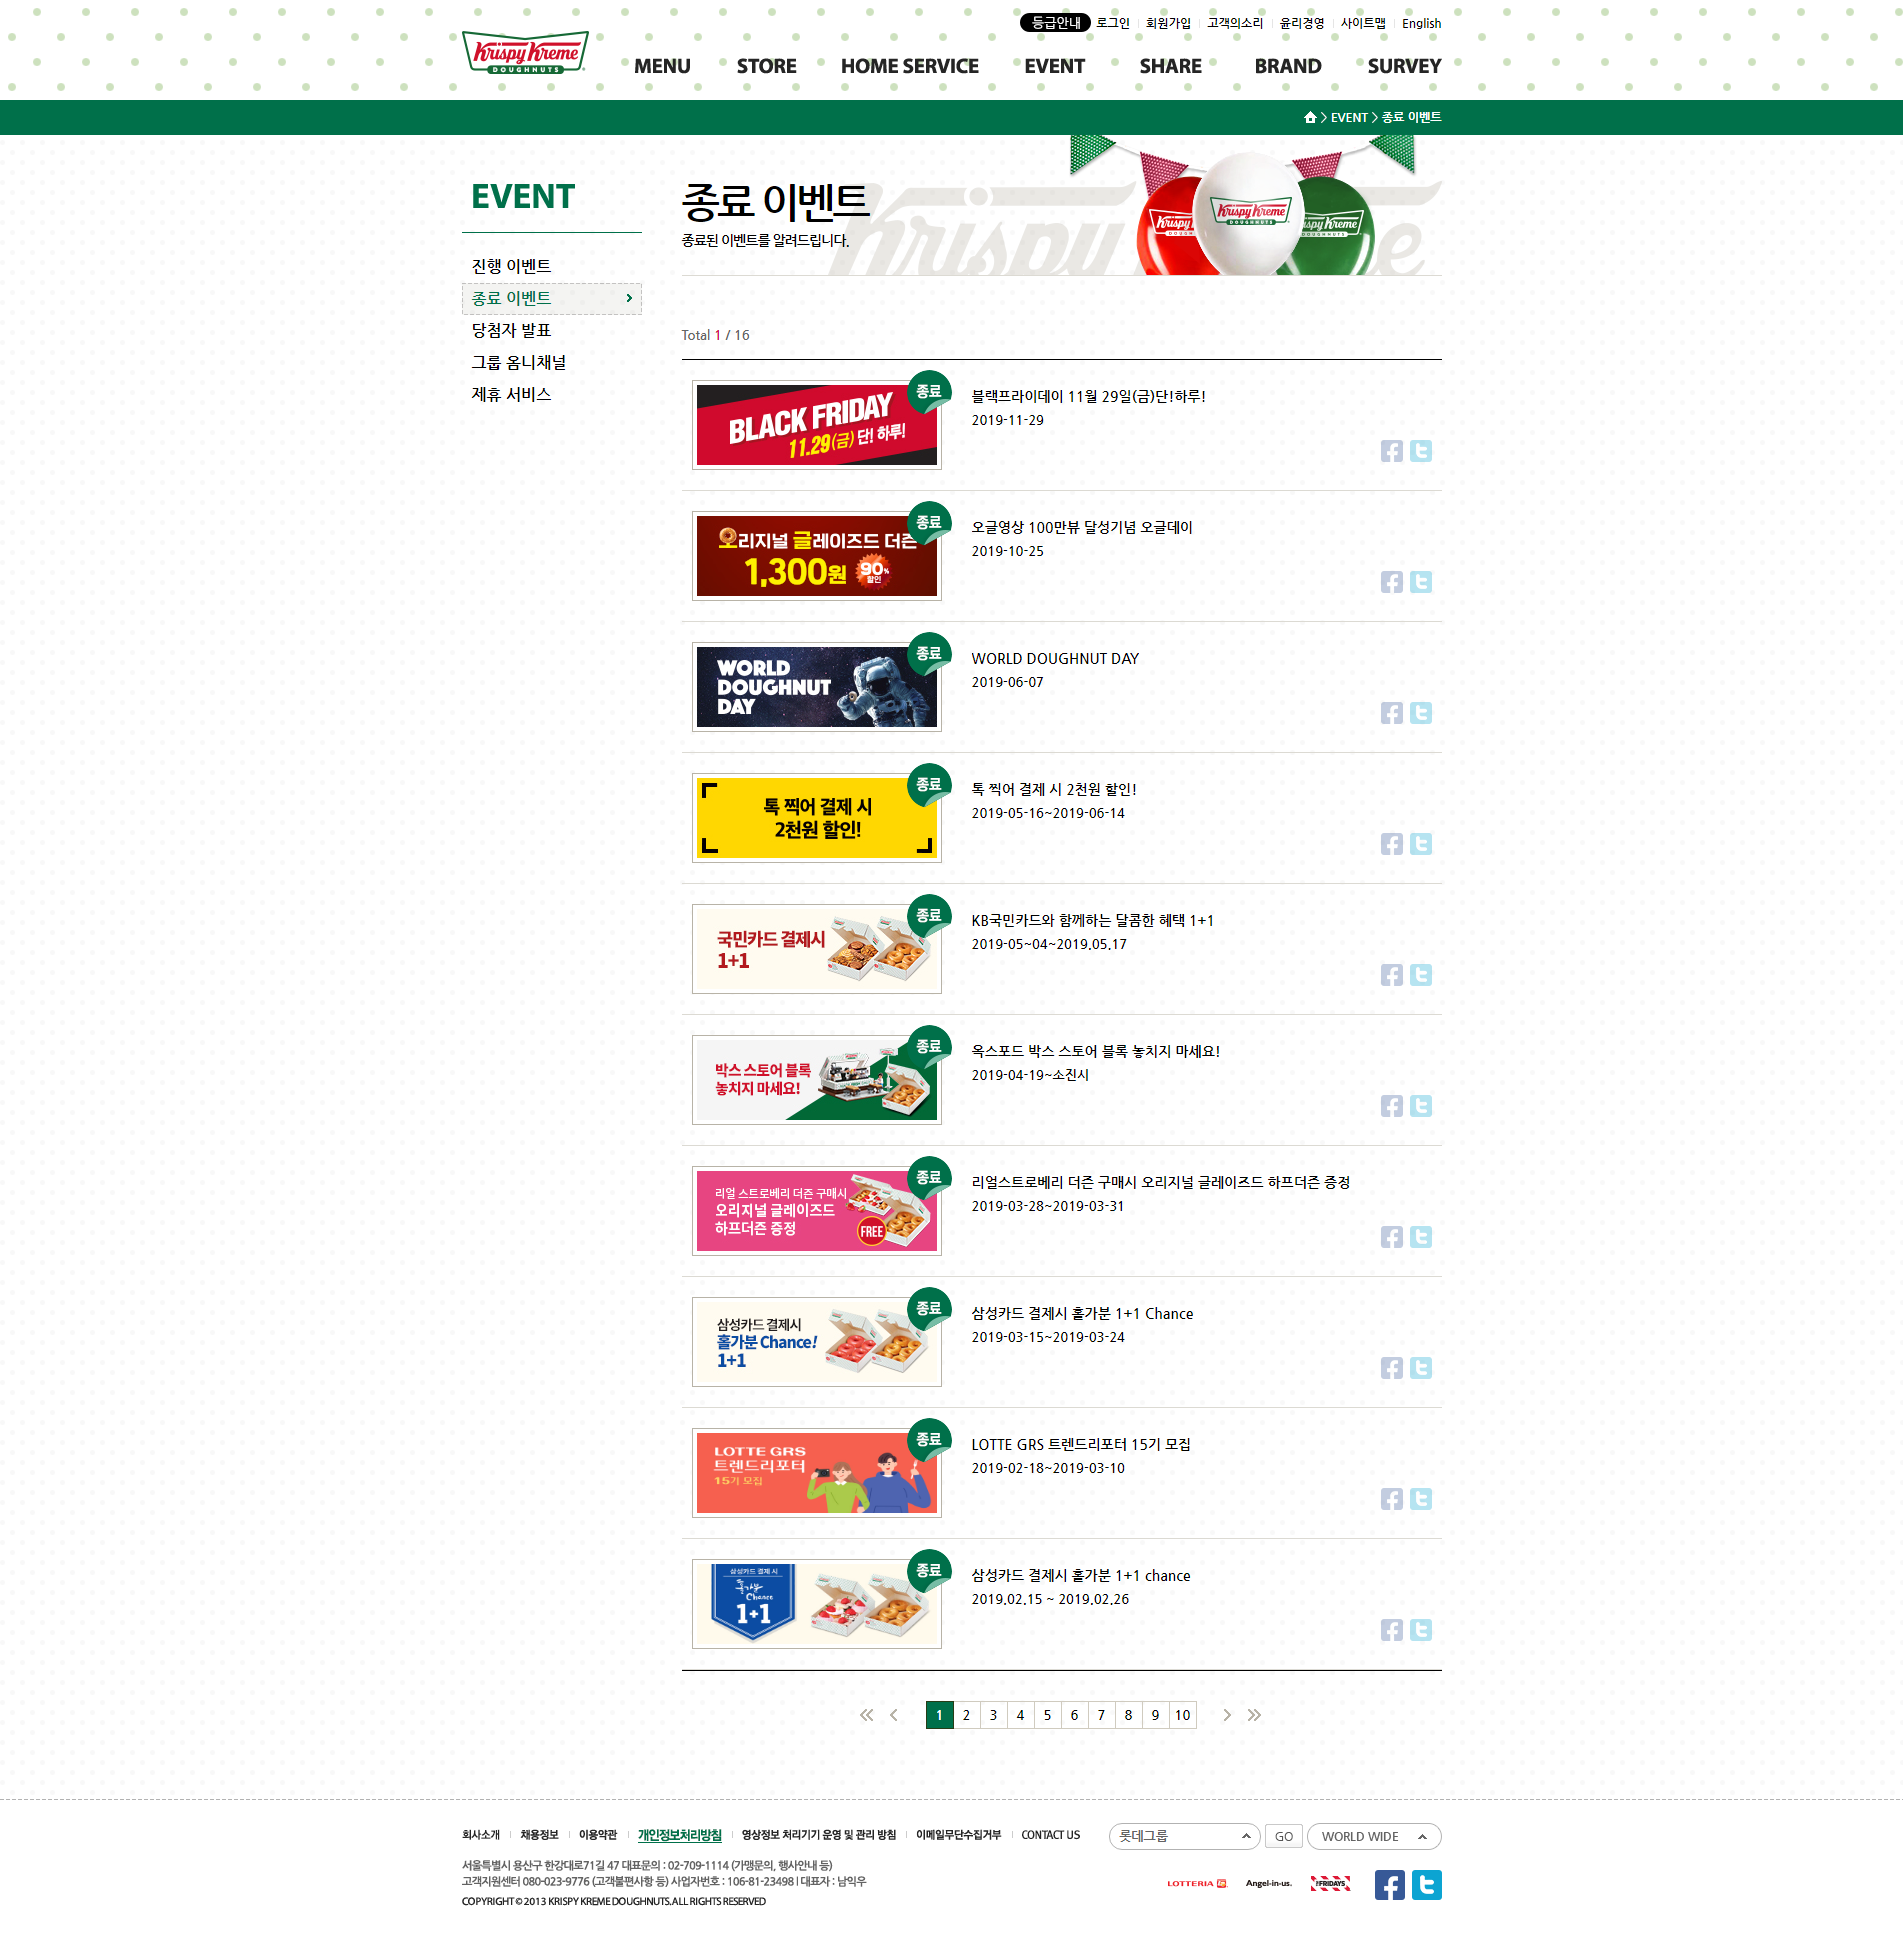 등급안내 로그인 회원가입 고객의소리 윤리경영 사이트맵 English
Krispy Kreme
DOUGHNUTS
MENU STORE HOME SERVICE EVENT SHARE BRAND SURVEY
> EVENT > 종료 이벤트
EVENT
진행 이벤트
종료 이벤트
당첨자 발표
그룹 옴니채널
제휴 서비스
종료 이벤트
종료된 이벤트를 알려드립니다.
Krispy Kreme
DOUGHNUTS
Total 1 / 16
BLACK FRIDAY
11.29(금) 단! 하루!
종료
블랙프라이데이 11월 29일(금)단!하루!
2019-11-29
오리지널 글레이즈드 더즌
1,300원 90% 할인
종료
오글영상 100만뷰 달성기념 오글데이
2019-10-25
WORLD
DOUGHNUT
DAY
종료
WORLD DOUGHNUT DAY
2019-06-07
톡 찍어 결제 시
2천원 할인!
종료
톡 찍어 결제 시 2천원 할인!
2019-05-16~2019-06-14
국민카드 결제시
1+1
종료
KB국민카드와 함께하는 달콤한 혜택 1+1
2019-05~04~2019.05.17
박스 스토어 블록
놓치지 마세요!
종료
옥스포드 박스 스토어 블록 놓치지 마세요!
2019-04-19~소진시
리얼 스트로베리 더즌 구매시
오리지널 글레이즈드
하프더즌 증정
FREE
종료
리얼스트로베리 더즌 구매시 오리지널 글레이즈드 하프더즌 증정
2019-03-28~2019-03-31
삼성카드 결제시
홀가분 Chance!
1+1
종료
삼성카드 결제시 홀가분 1+1 Chance
2019-03-15~2019-03-24
LOTTE GRS
트렌드리포터
15기 모집
종료
LOTTE GRS 트렌드리포터 15기 모집
2019-02-18~2019-03-10
삼성카드 결제 시
홀가분
Chance
1+1
종료
삼성카드 결제시 홀가분 1+1 chance
2019.02.15 ~ 2019.02.26
1 2 3 4 5 6 7 8 9 10
회사소개 채용정보 이용약관 개인정보처리방침 영상정보 처리기기 운영 및 관리 방침 이메일무단수집거부 CONTACT US
롯데그룹 GO WORLD WIDE
서울특별시 용산구 한강대로71길 47 대표문의 : 02-709-1114 (가맹문의, 행사안내 등)
고객지원센터 080-023-9776 (고객불편사항 등) 사업자번호 : 106-81-23498 | 대표자 : 남익우
COPYRIGHT © 2013 KRISPY KREME DOUGHNUTS. ALL RIGHTS RESERVED
LOTTERIA Angel-in-us. FRIDAYS